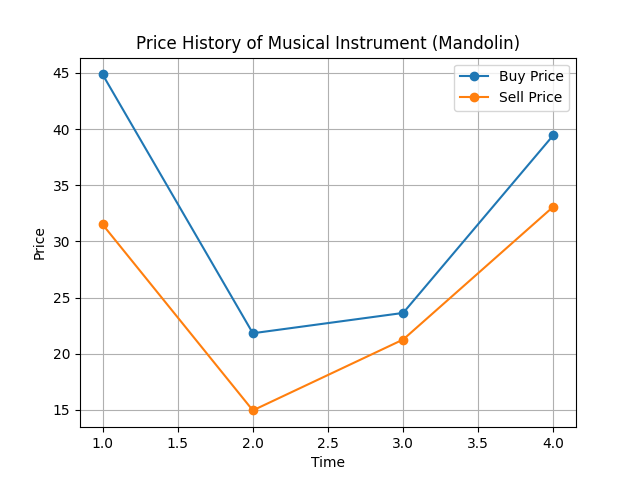 Price History of Musical Instrument (Mandolin)
Buy Price
Sell Price
45
40
35
30
25
20
15
Price
1.0 1.5 2.0 2.5 3.0 3.5 4.0
Time